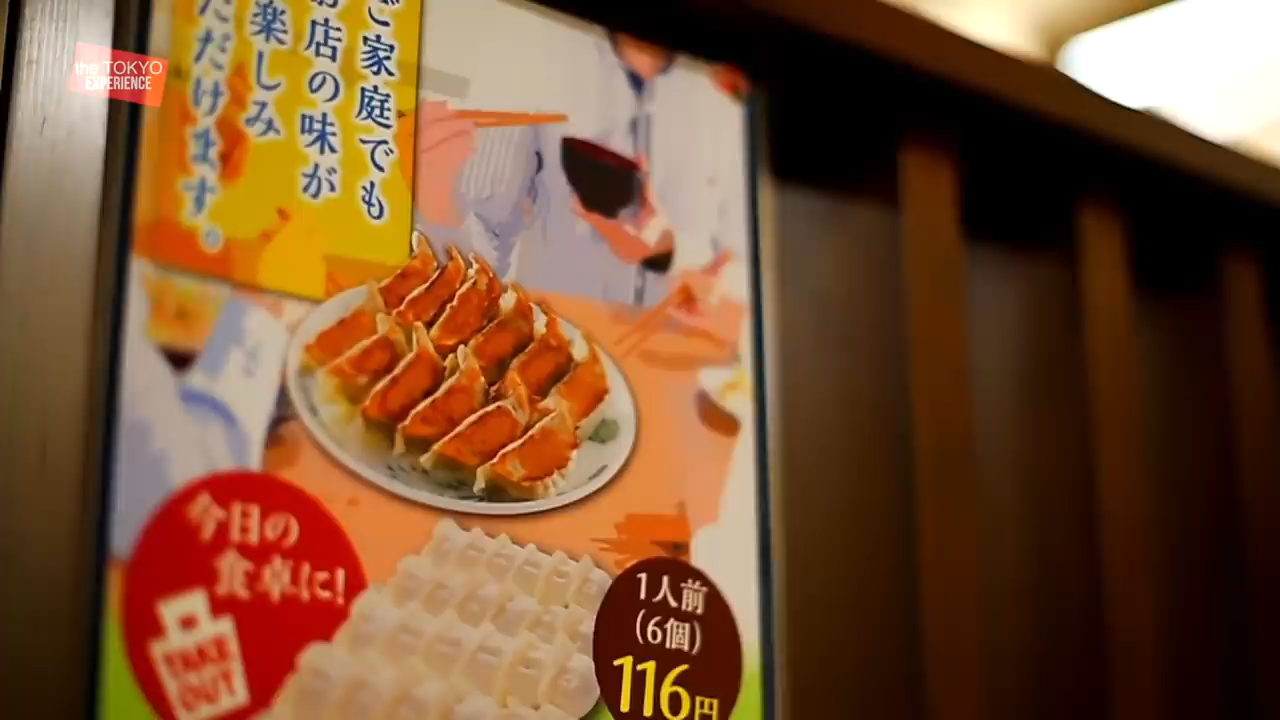 the TOKYO
EXPERIENCE
ご家庭でも
お店の味が
楽しみ
ただけます。
今日の
食卓に!
TAKE
OUT
1人前
(6個)
116円